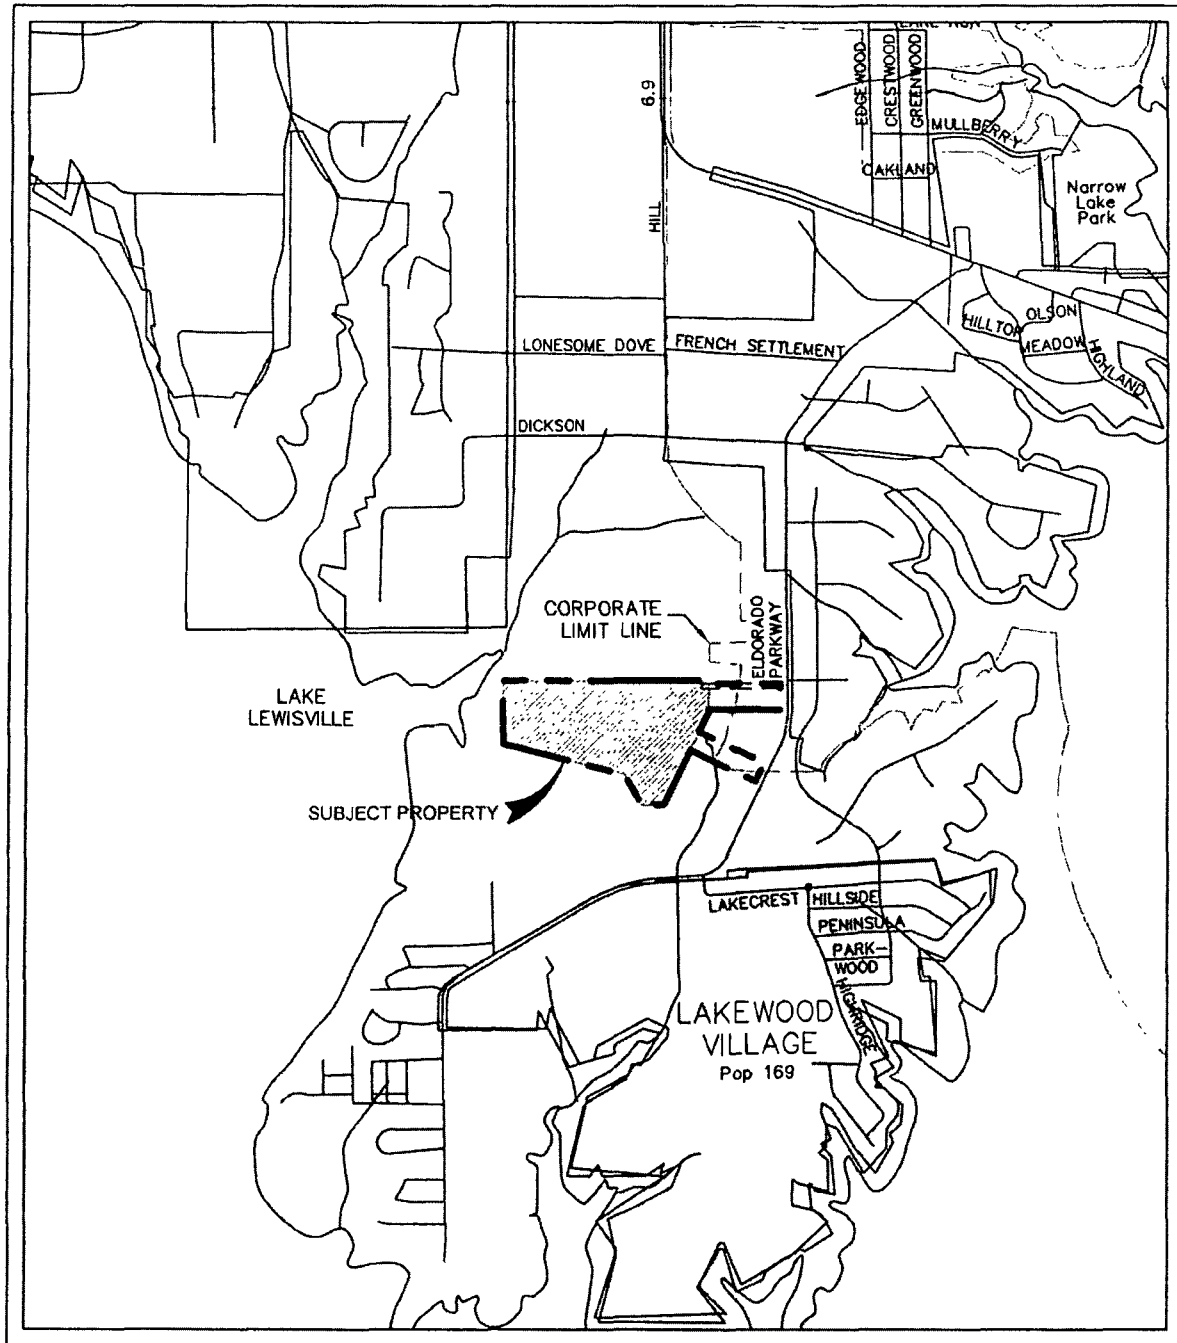 EDGEWOOD
CRESTWOOD
GREENWOOD
6.9
MULLBERRY
OAKLAND
Narrow
Lake
Park
HILL
OLSON
HILLTOP
MEADOW
HIGHLAND
LONESOME DOVE
FRENCH SETTLEMENT
DICKSON
CORPORATE
LIMIT LINE
ELDORADO
PARKWAY
LAKE
LEWISVILLE
SUBJECT PROPERTY
LAKECREST
HILLSIDE
PENINSULA
PARK-
WOOD
HIGHRIDGE
LAKEWOOD
VILLAGE
Pop 169